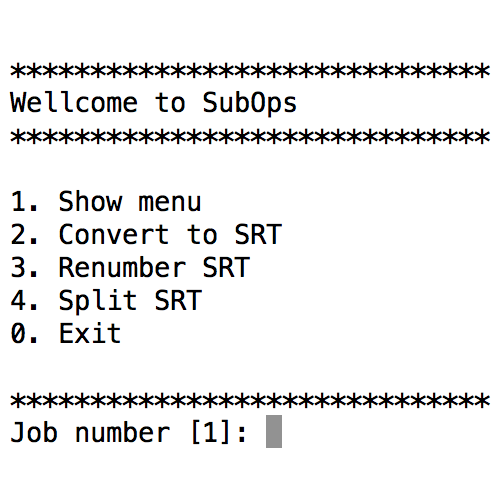 ******************************
Wellcome to SubOps
******************************
1. Show menu
2. Convert to SRT
3. Renumber SRT
4. Split SRT
0. Exit
******************************
Job number [1]: